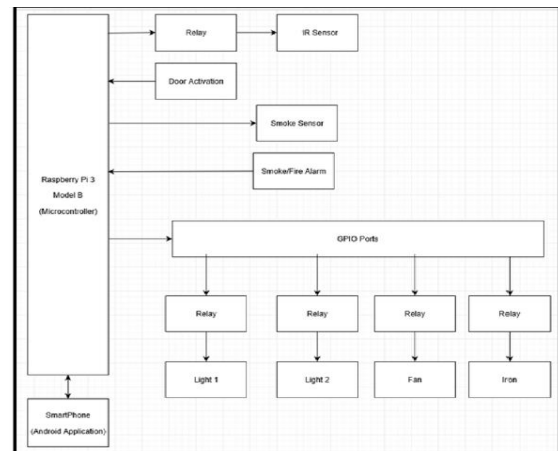 Relay
IR Sensor
Door Activation
Smoke Sensor
Smoke/Fire Alarm
Raspberry Pi 3
Model B
(Microcontroller)
GPIO Ports
Relay
Relay
Relay
Relay
Light 1
Light 2
Fan
Iron
SmartPhone
(Android Application)